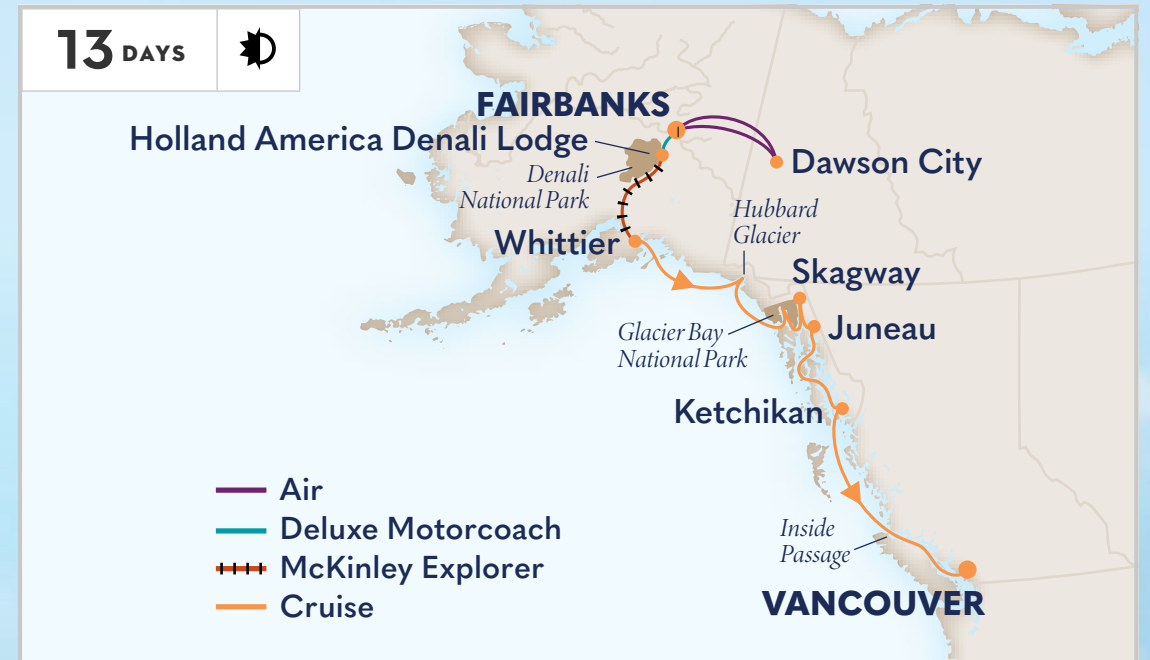 13 DAYS
FAIRBANKS
Holland America Denali Lodge
Denali
National Park
Dawson City
Hubbard
Glacier
Whittier
Skagway
Glacier Bay
National Park
Juneau
Ketchikan
Air
Deluxe Motorcoach
McKinley Explorer
Cruise
Inside
Passage
VANCOUVER